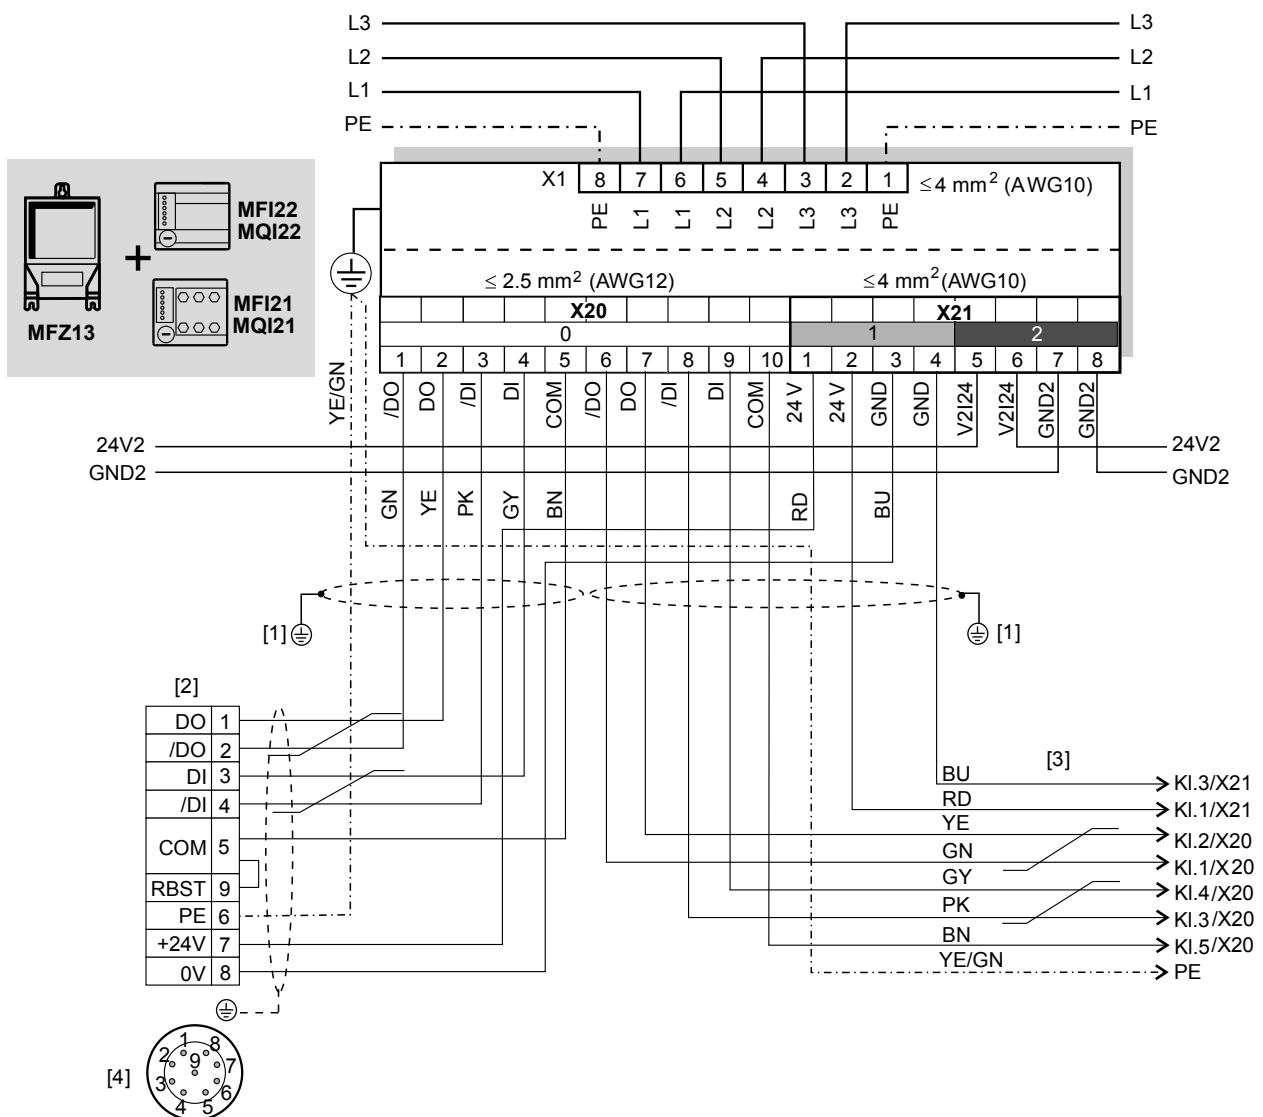 L3 L3
L2 L2
L1 L1
PE PE
X1 8 7 6 5 4 3 2 1 ≤ 4 mm² (AWG10)
PE L1 L1 L2 L2 L3 L3 PE
MFI22
MQI22
+
MFI21
MQI21
MFZ13
≤ 2.5 mm² (AWG12) ≤ 4 mm² (AWG10)
X20 X21
0 1 2
1 2 3 4 5 6 7 8 9 10 1 2 3 4 5 6 7 8
YE/GN /DO DO /DI DI COM /DO DO /DI DI COM 24 V 24 V GND GND V2I24 V2I24 GND2 GND2
24V2 24V2
GND2 GND2
GN YE PK GY BN RD BU
[1] [1]
[2]
DO 1
/DO 2
DI 3
/DI 4
COM 5
RBST 9
PE 6
+24V 7
0V 8
[3]
BU Kl.3/X21
RD Kl.1/X21
YE Kl.2/X20
GN Kl.1/X20
GY Kl.4/X20
PK Kl.3/X20
BN Kl.5/X20
YE/GN PE
[4]
1 8
2 9 7
3 6
4 5